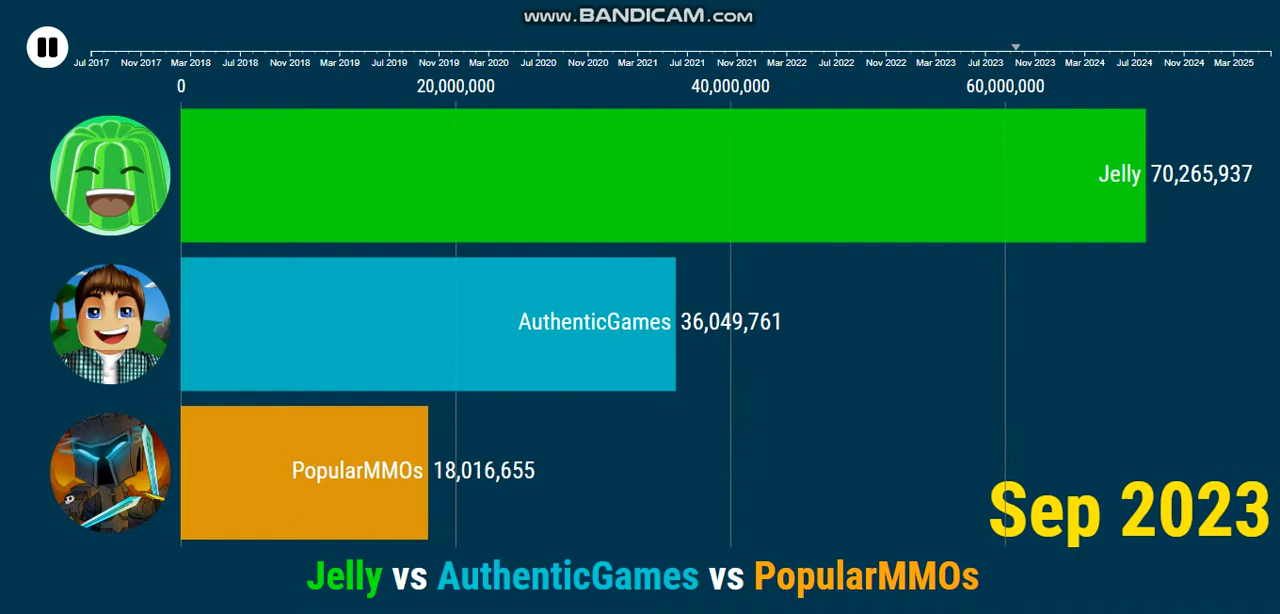 www.BANDICAM.com
Jul 2017 Nov 2017 Mar 2018 Jul 2018 Nov 2018 Mar 2019 Jul 2019 Nov 2019 Mar 2020 Jul 2020 Nov 2020 Mar 2021 Jul 2021 Nov 2021 Mar 2022 Jul 2022 Nov 2022 Mar 2023 Jul 2023 Nov 2023 Mar 2024 Jul 2024 Nov 2024 Mar 2025
0 20,000,000 40,000,000 60,000,000
Jelly 70,265,937
AuthenticGames 36,049,761
PopularMMOs 18,016,655
Sep 2023
Jelly vs AuthenticGames vs PopularMMOs